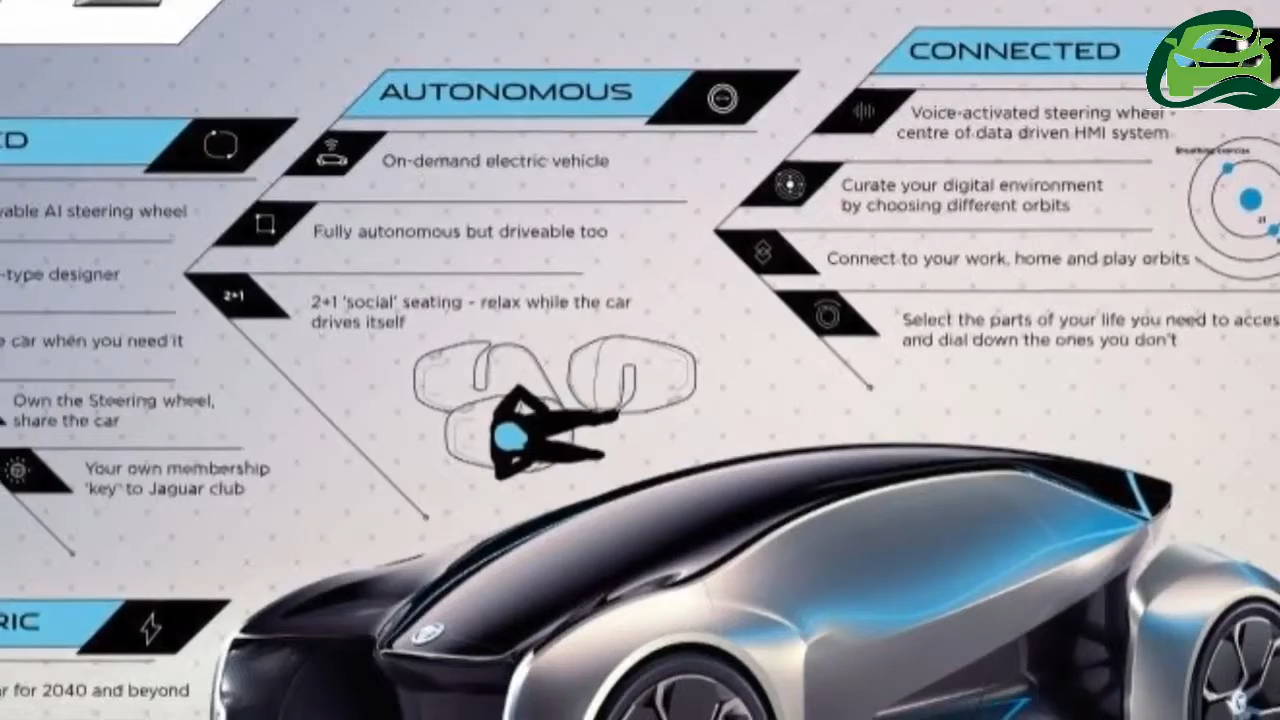 CONNECTED
Voice-activated steering wheel -
centre of data driven HMI system
Curate your digital environment
by choosing different orbits
Connect to your work, home and play orbits
Select the parts of your life you need to acces
and dial down the ones you don't
AUTONOMOUS
On-demand electric vehicle
Fully autonomous but driveable too
2+1
2+1 'social' seating - relax while the car
drives itself
ED
vable AI steering wheel
-type designer
e car when you need it
Own the Steering wheel,
share the car
Your own membership
'key' to Jaguar club
RIC
ar for 2040 and beyond